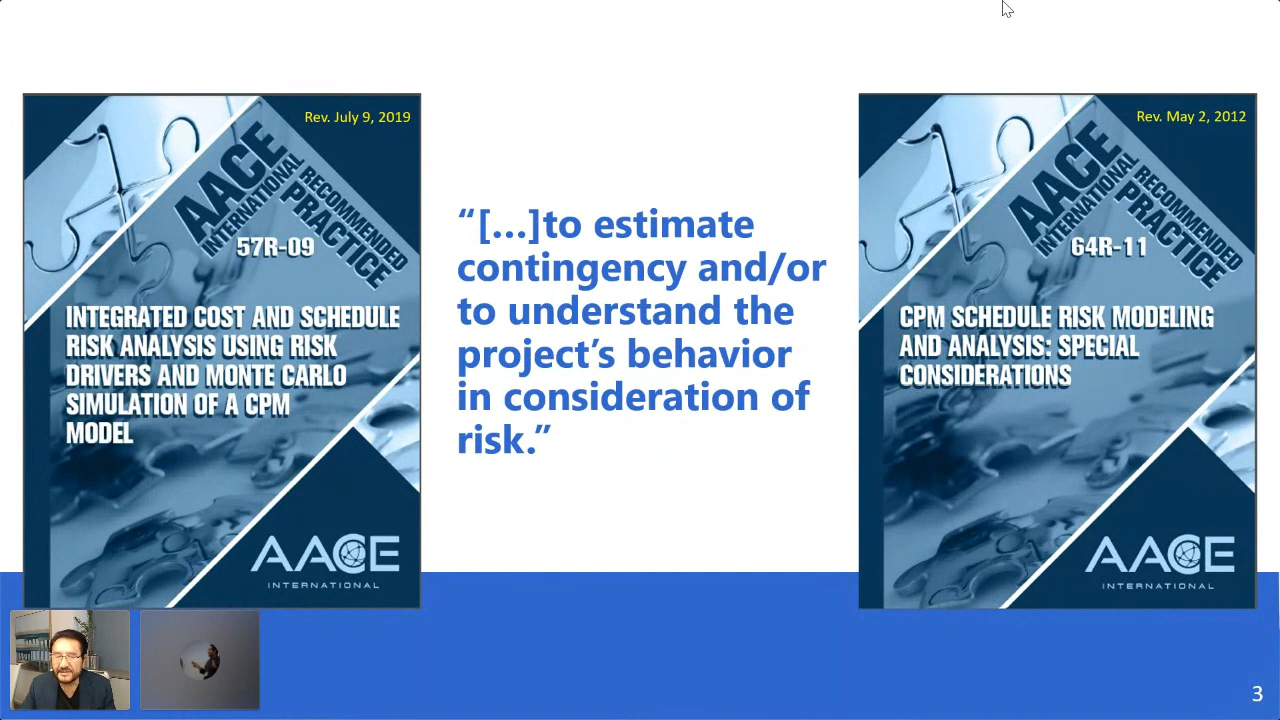 Rev. July 9, 2019
AACE
INTERNATIONAL
RECOMMENDED
PRACTICE
57R-09
INTEGRATED COST AND SCHEDULE
RISK ANALYSIS USING RISK
DRIVERS AND MONTE CARLO
SIMULATION OF A CPM
MODEL
AACE
INTERNATIONAL
“[…]to estimate
contingency and/or
to understand the
project’s behavior
in consideration of
risk.”
Rev. May 2, 2012
AACE
INTERNATIONAL
RECOMMENDED
PRACTICE
64R-11
CPM SCHEDULE RISK MODELING
AND ANALYSIS: SPECIAL
CONSIDERATIONS
AACE
INTERNATIONAL
3